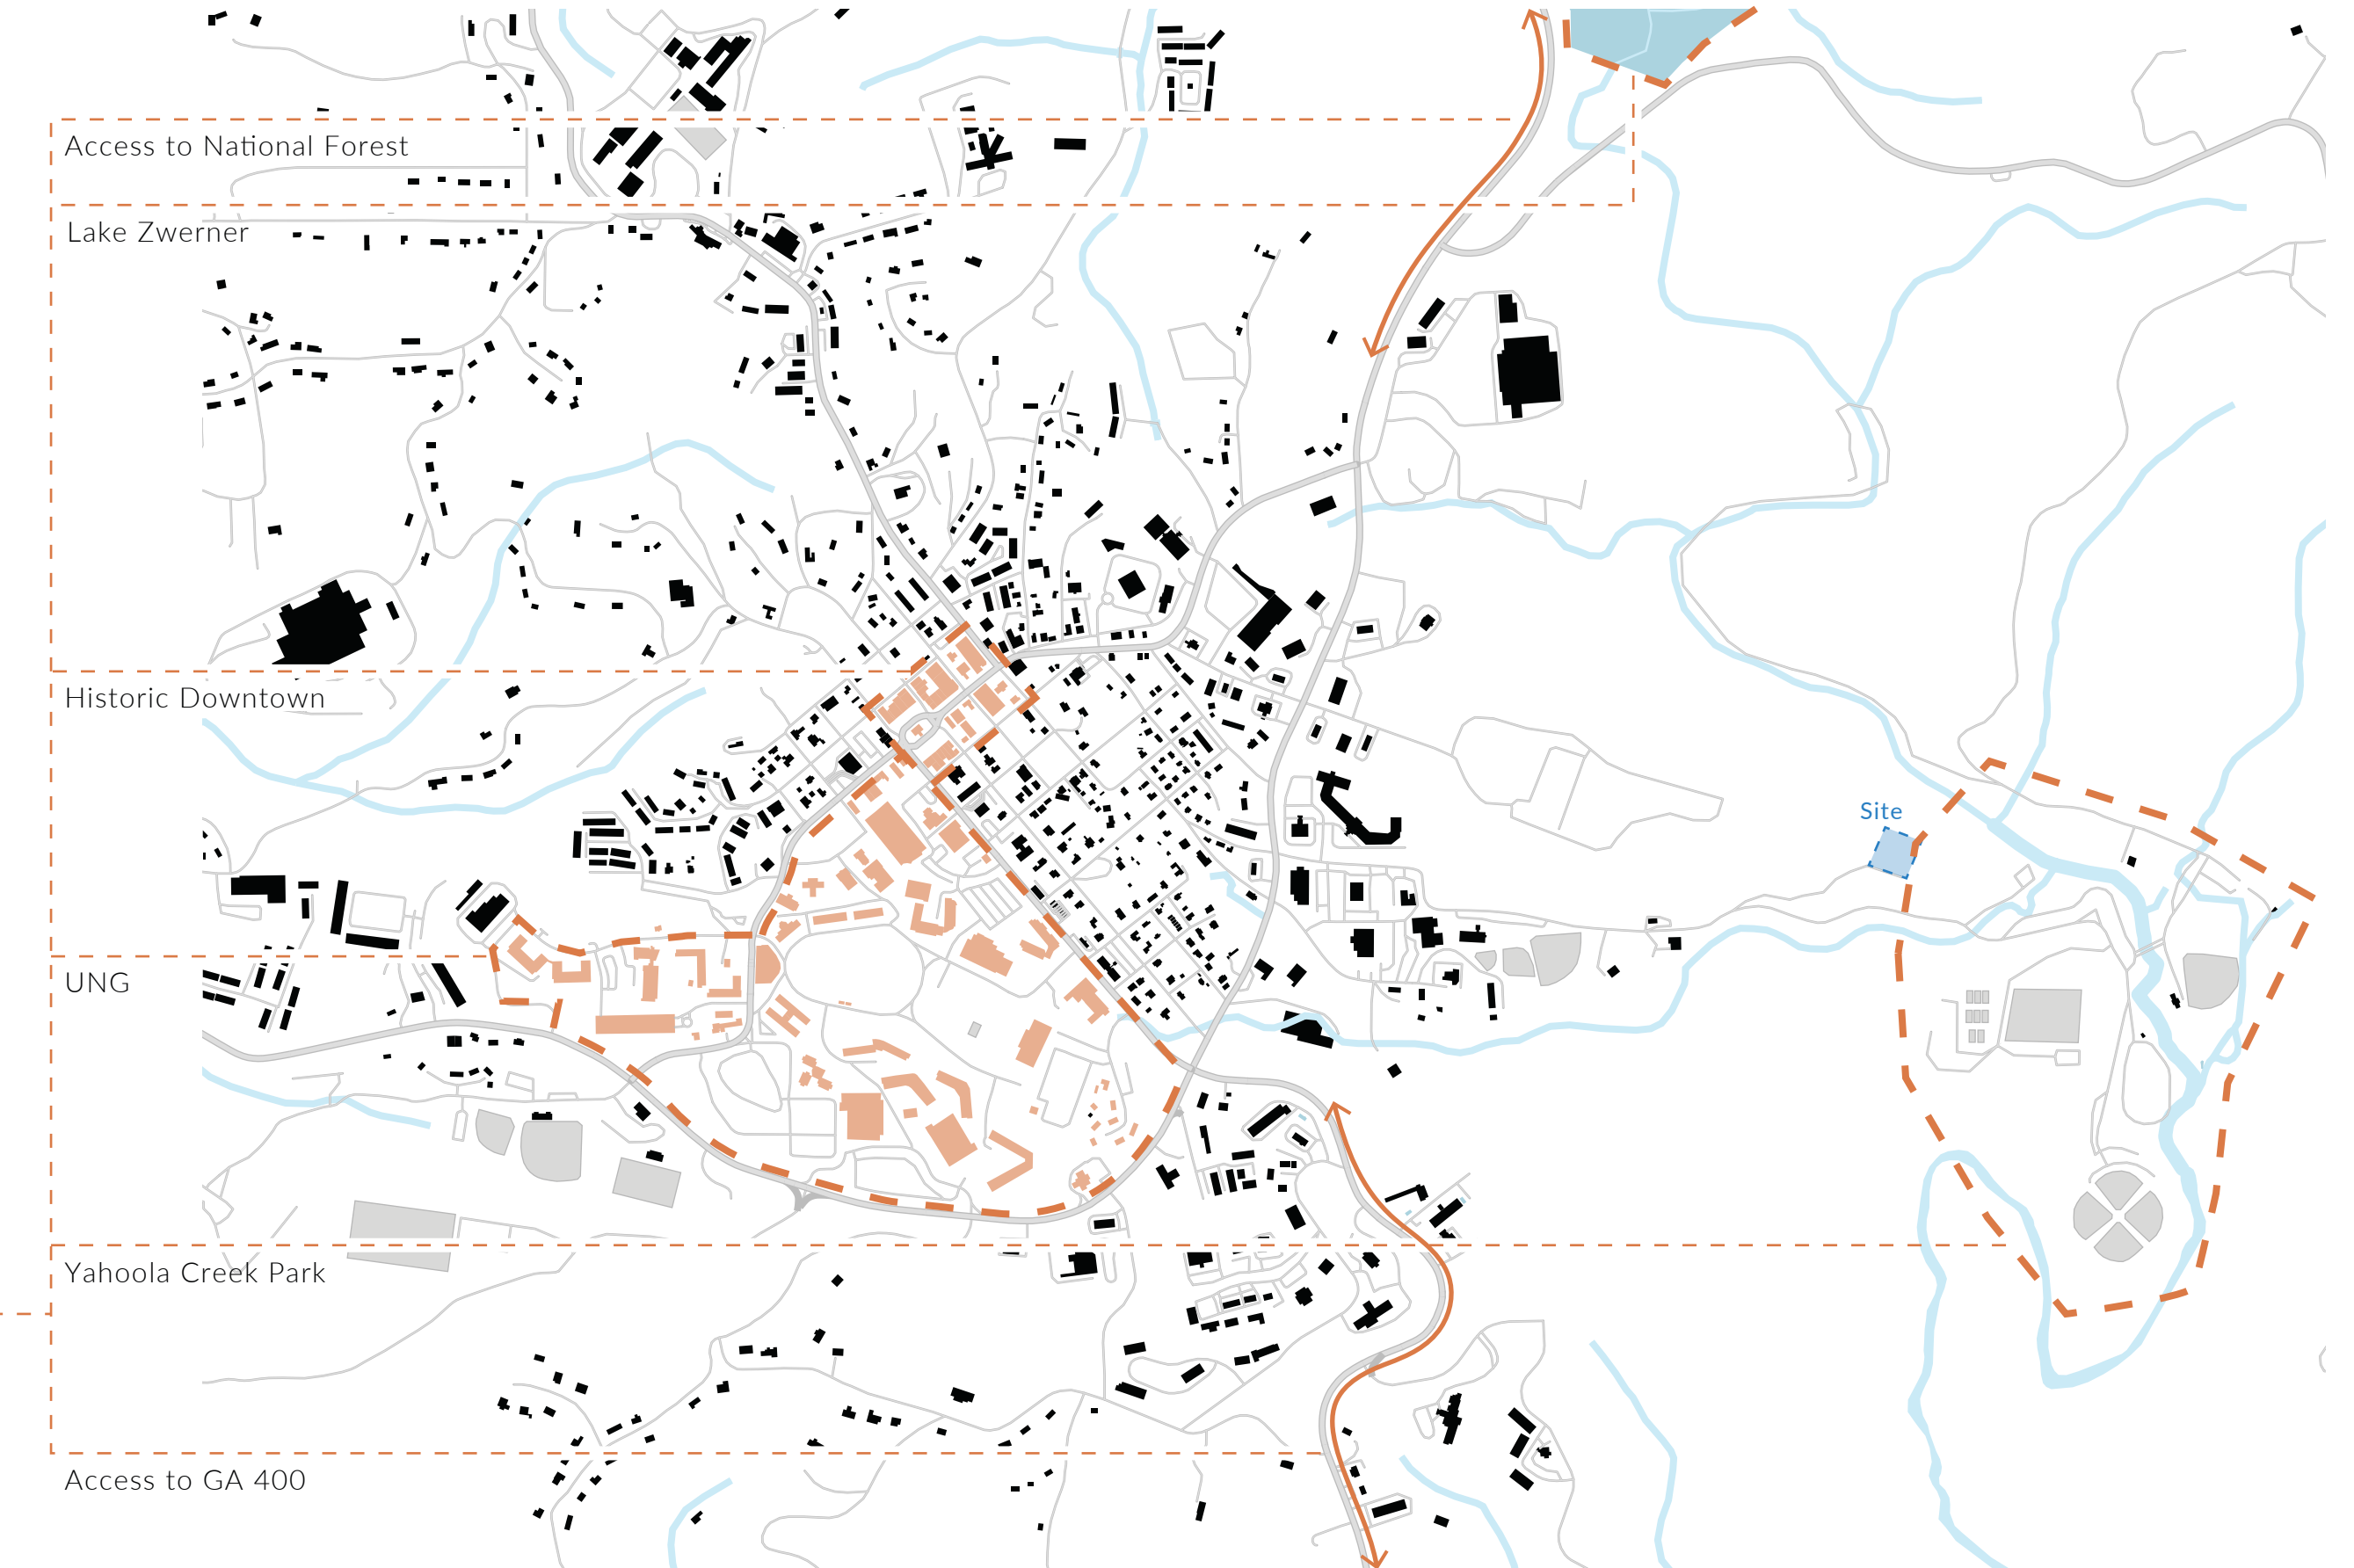 Access to National Forest
Lake Zwerner
Historic Downtown
Site
UNG
Yahoola Creek Park
Access to GA 400